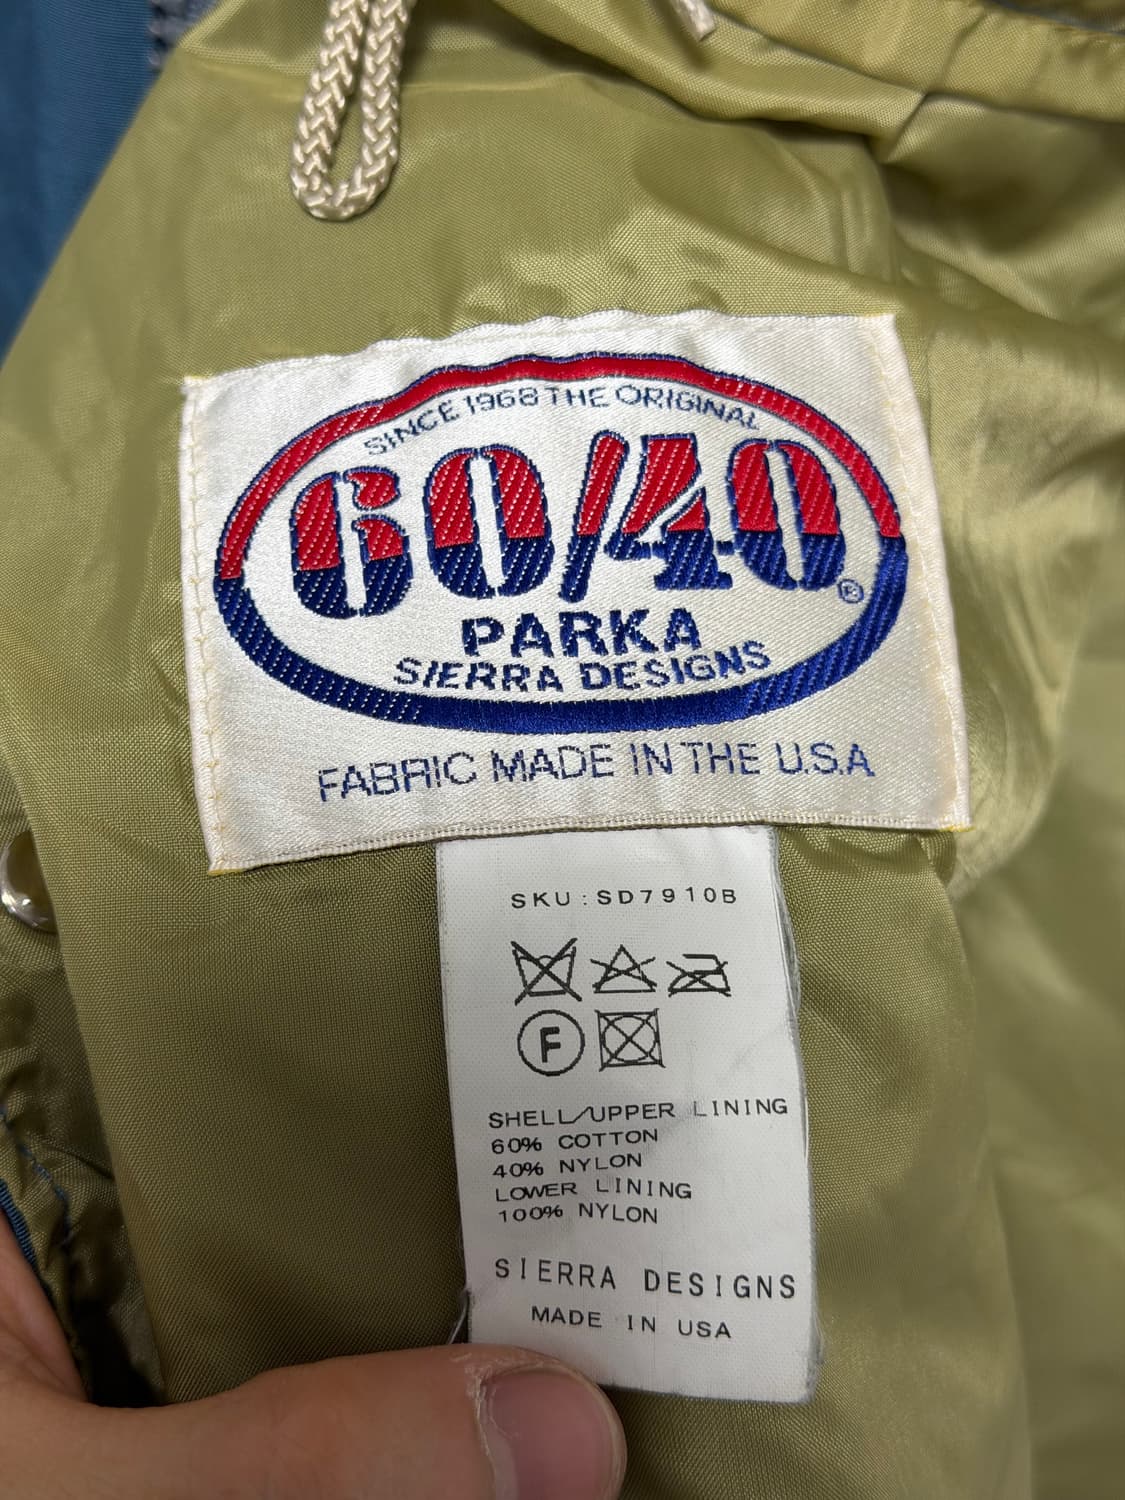 SINCE 1968 THE ORIGINAL
60/40®
PARKA
SIERRA DESIGNS
FABRIC MADE IN THE U.S.A
SKU:SD7910B
F
SHELL/UPPER LINING
60% COTTON
40% NYLON
LOWER LINING
100% NYLON
SIERRA DESIGNS
MADE IN USA